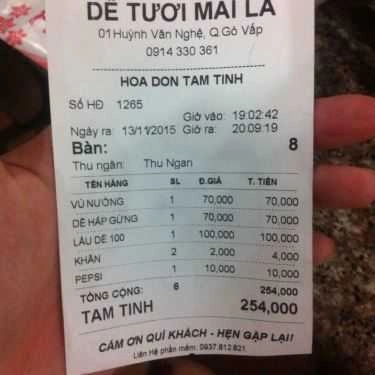 DÊ TƯƠI MAI LA
01 Huỳnh Văn Nghệ, Q Gò Vấp
0914 330 361
HOA DON TAM TINH
Số HĐ 1265
Giờ vào: 19:02:42
Ngày ra: 13/11/2015 Giờ ra: 20:09:19
Bàn: 8
Thu ngân: Thu Ngan
TÊN HÀNG SL Đ.GIÁ T. TIỀN
VÚ NƯỚNG 1 70,000 70,000
DÊ HẤP GỪNG 1 70,000 70,000
LẨU DÊ 100 1 100,000 100,000
KHĂN 2 2,000 4,000
PEPSI 1 10,000 10,000
TỔNG CỘNG: 6 254,000
TAM TINH 254,000
CÁM ƠN QUÍ KHÁCH - HẸN GẶP LẠI!
Liên Hệ phần mềm: 0937.812.821